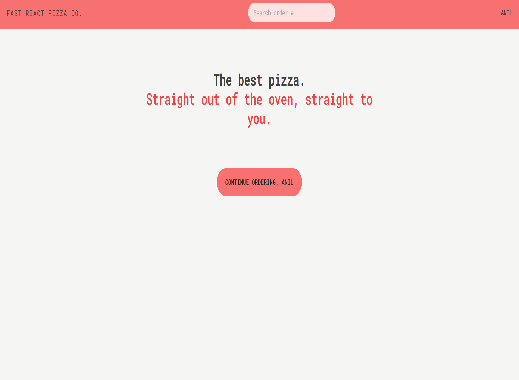 FAST REACT PIZZA CO.
Search order #
ANIL
The best pizza.
Straight out of the oven, straight to
you.
CONTINUE ORDERING, ANIL